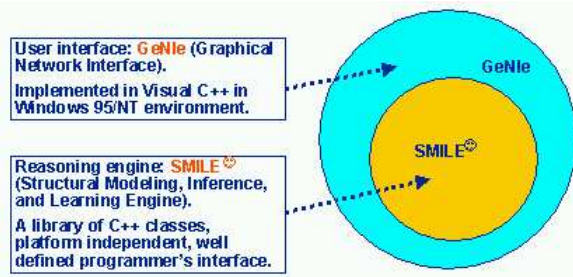 User interface: GeNIe (Graphical
Network Interface).
Implemented in Visual C++ in
Windows 95/NT environment.
Reasoning engine: SMILE☺
(Structural Modeling, Inference,
and Learning Engine).
A library of C++ classes,
platform independent, well
defined programmer's interface.
GeNIe
SMILE☺